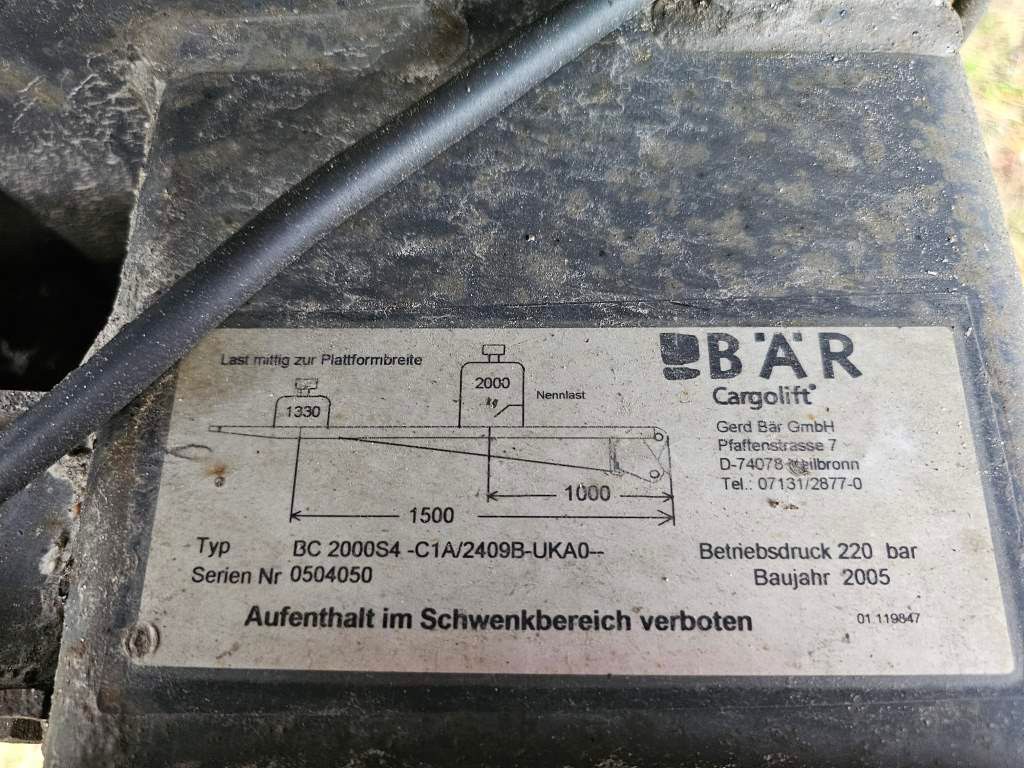 Last mittig zur Plattformbreite
1330
2000
kg
Nennlast
1000
1500
BÄR
Cargolift
Gerd Bär GmbH
Pfaffenstrasse 7
D-74078 Heilbronn
Tel.: 07131/2877-0
Typ BC 2000S4 -C1A/2409B-UKA0--
Serien Nr 0504050
Betriebsdruck 220 bar
Baujahr 2005
Aufenthalt im Schwenkbereich verboten
01.119847